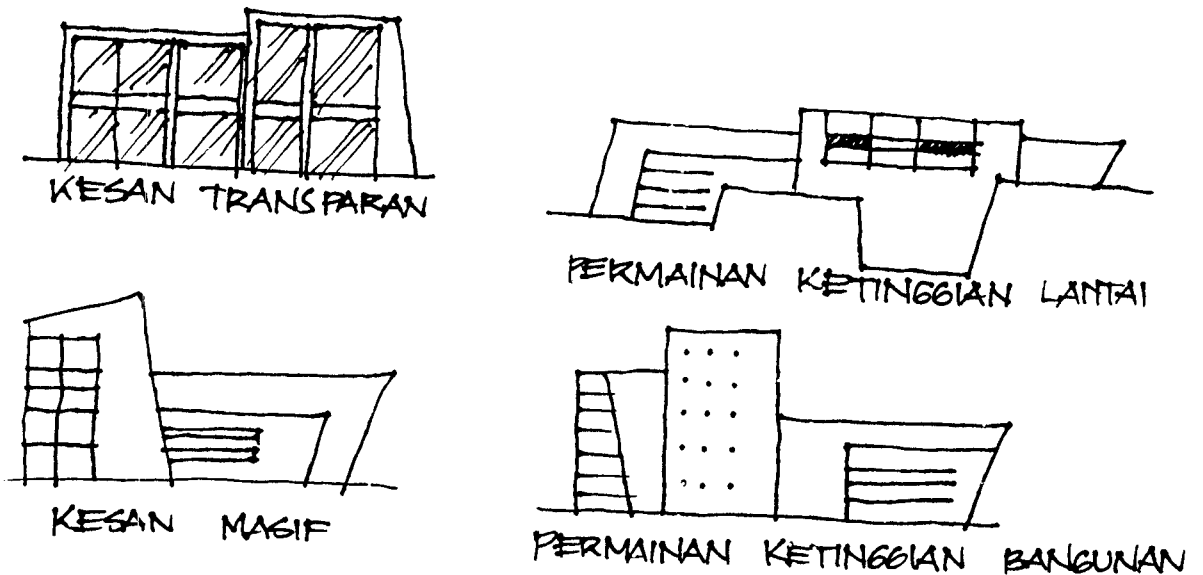 KESAN TRANSPARAN
PERMAINAN KETINGGIAN LANTAI
KESAN MASIF
PERMAINAN KETINGGIAN BANGUNAN